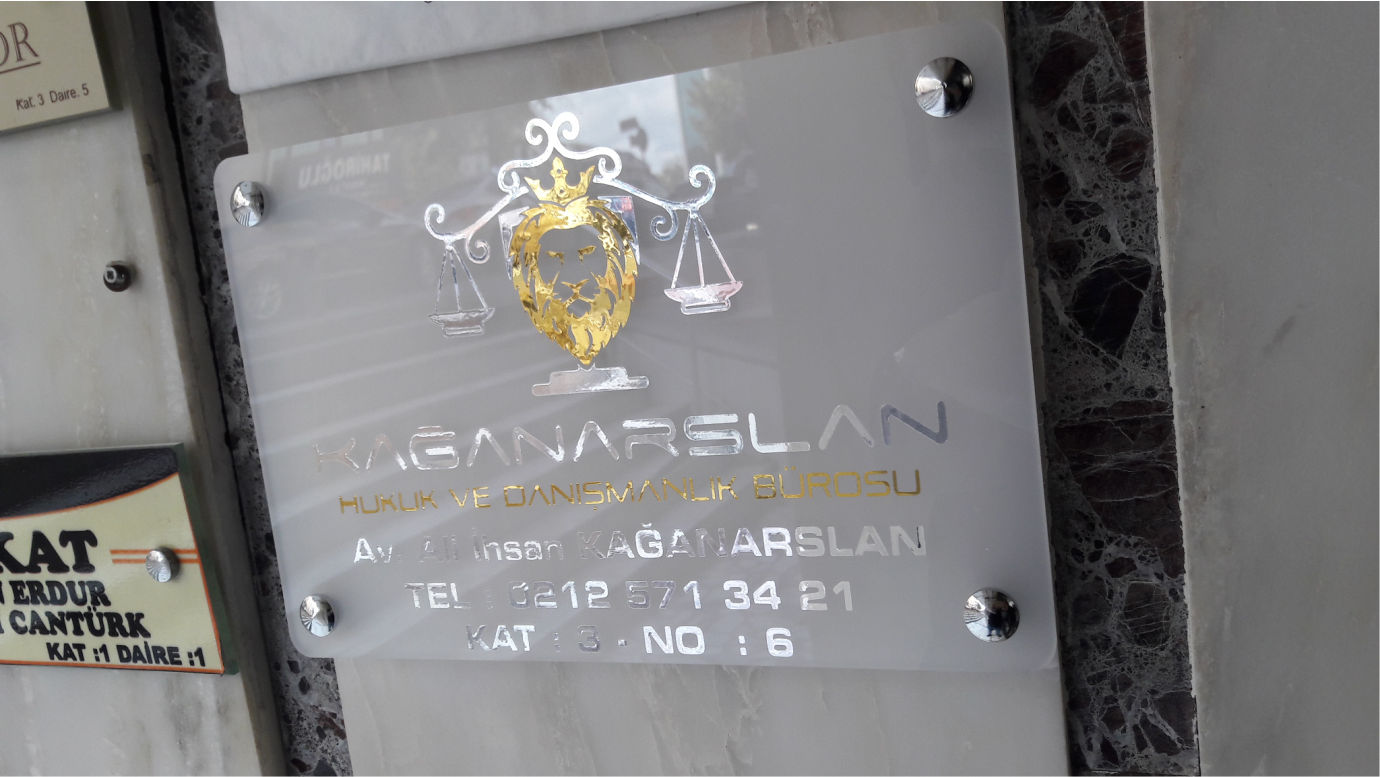 Kat. 3 Daire. 5
KAĞANARSLAN
HUKUK VE DANIŞMANLIK BÜROSU
Av. Ali İhsan KAĞANARSLAN
TEL : 0212 571 34 21
KAT : 3 - NO : 6
ERDUR
CANTÜRK
KAT :1 DAİRE :1